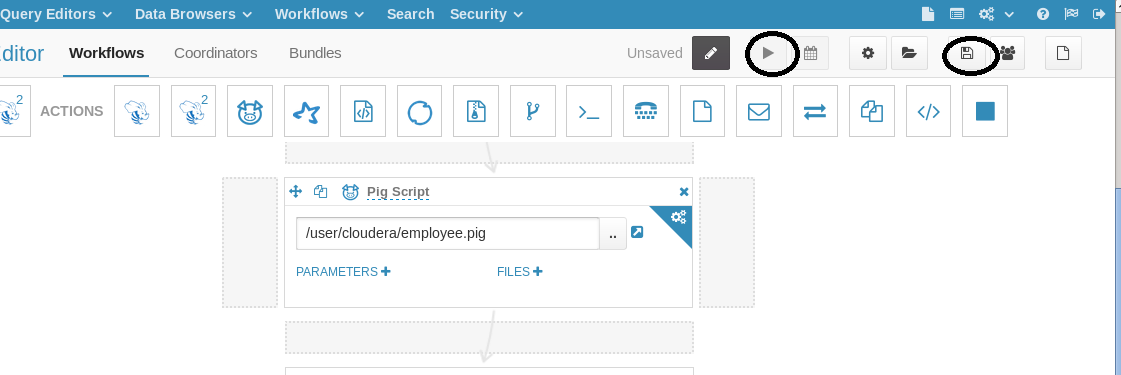 Query Editors Data Browsers Workflows Search Security
Editor Workflows Coordinators Bundles Unsaved
2 ACTIONS 2
Pig Script
/user/cloudera/employee.pig ..
PARAMETERS FILES